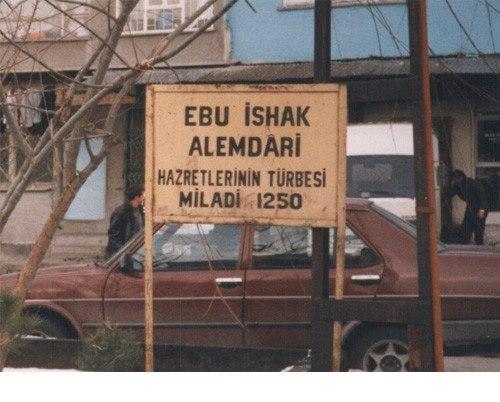 EBU İSHAK
ALEMDÂRİ
HAZRETLERİNİN TÜRBESİ
MİLADİ 1250